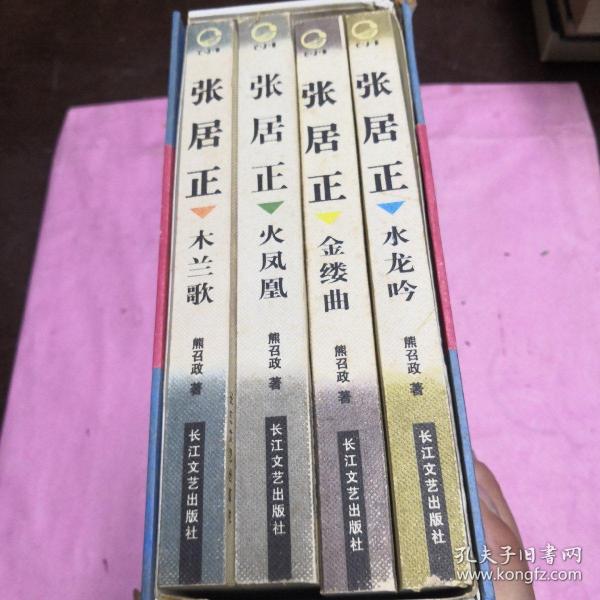 张居正
木兰歌
熊召政 著
长江文艺出版社
张居正
火凤凰
熊召政 著
长江文艺出版社
张居正
金缕曲
熊召政 著
长江文艺出版社
张居正
水龙吟
熊召政 著
长江文艺出版社
孔夫子旧书网
www.kongfz.com